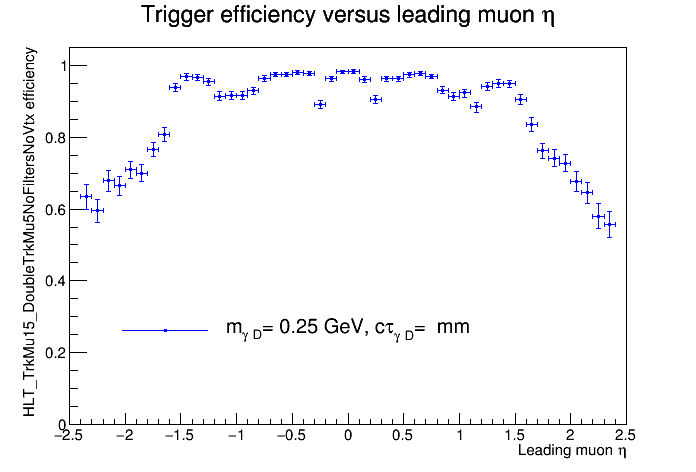 Trigger efficiency versus leading muon η
HLT_TrkMu15_DoubleTrkMu5NoFiltersNoVtx efficiency
1
0.8
0.6
0.4
0.2
0
m_γ D= 0.25 GeV, cτ_γ D=  mm
−2.5 −2 −1.5 −1 −0.5 0 0.5 1 1.5 2 2.5
Leading muon η